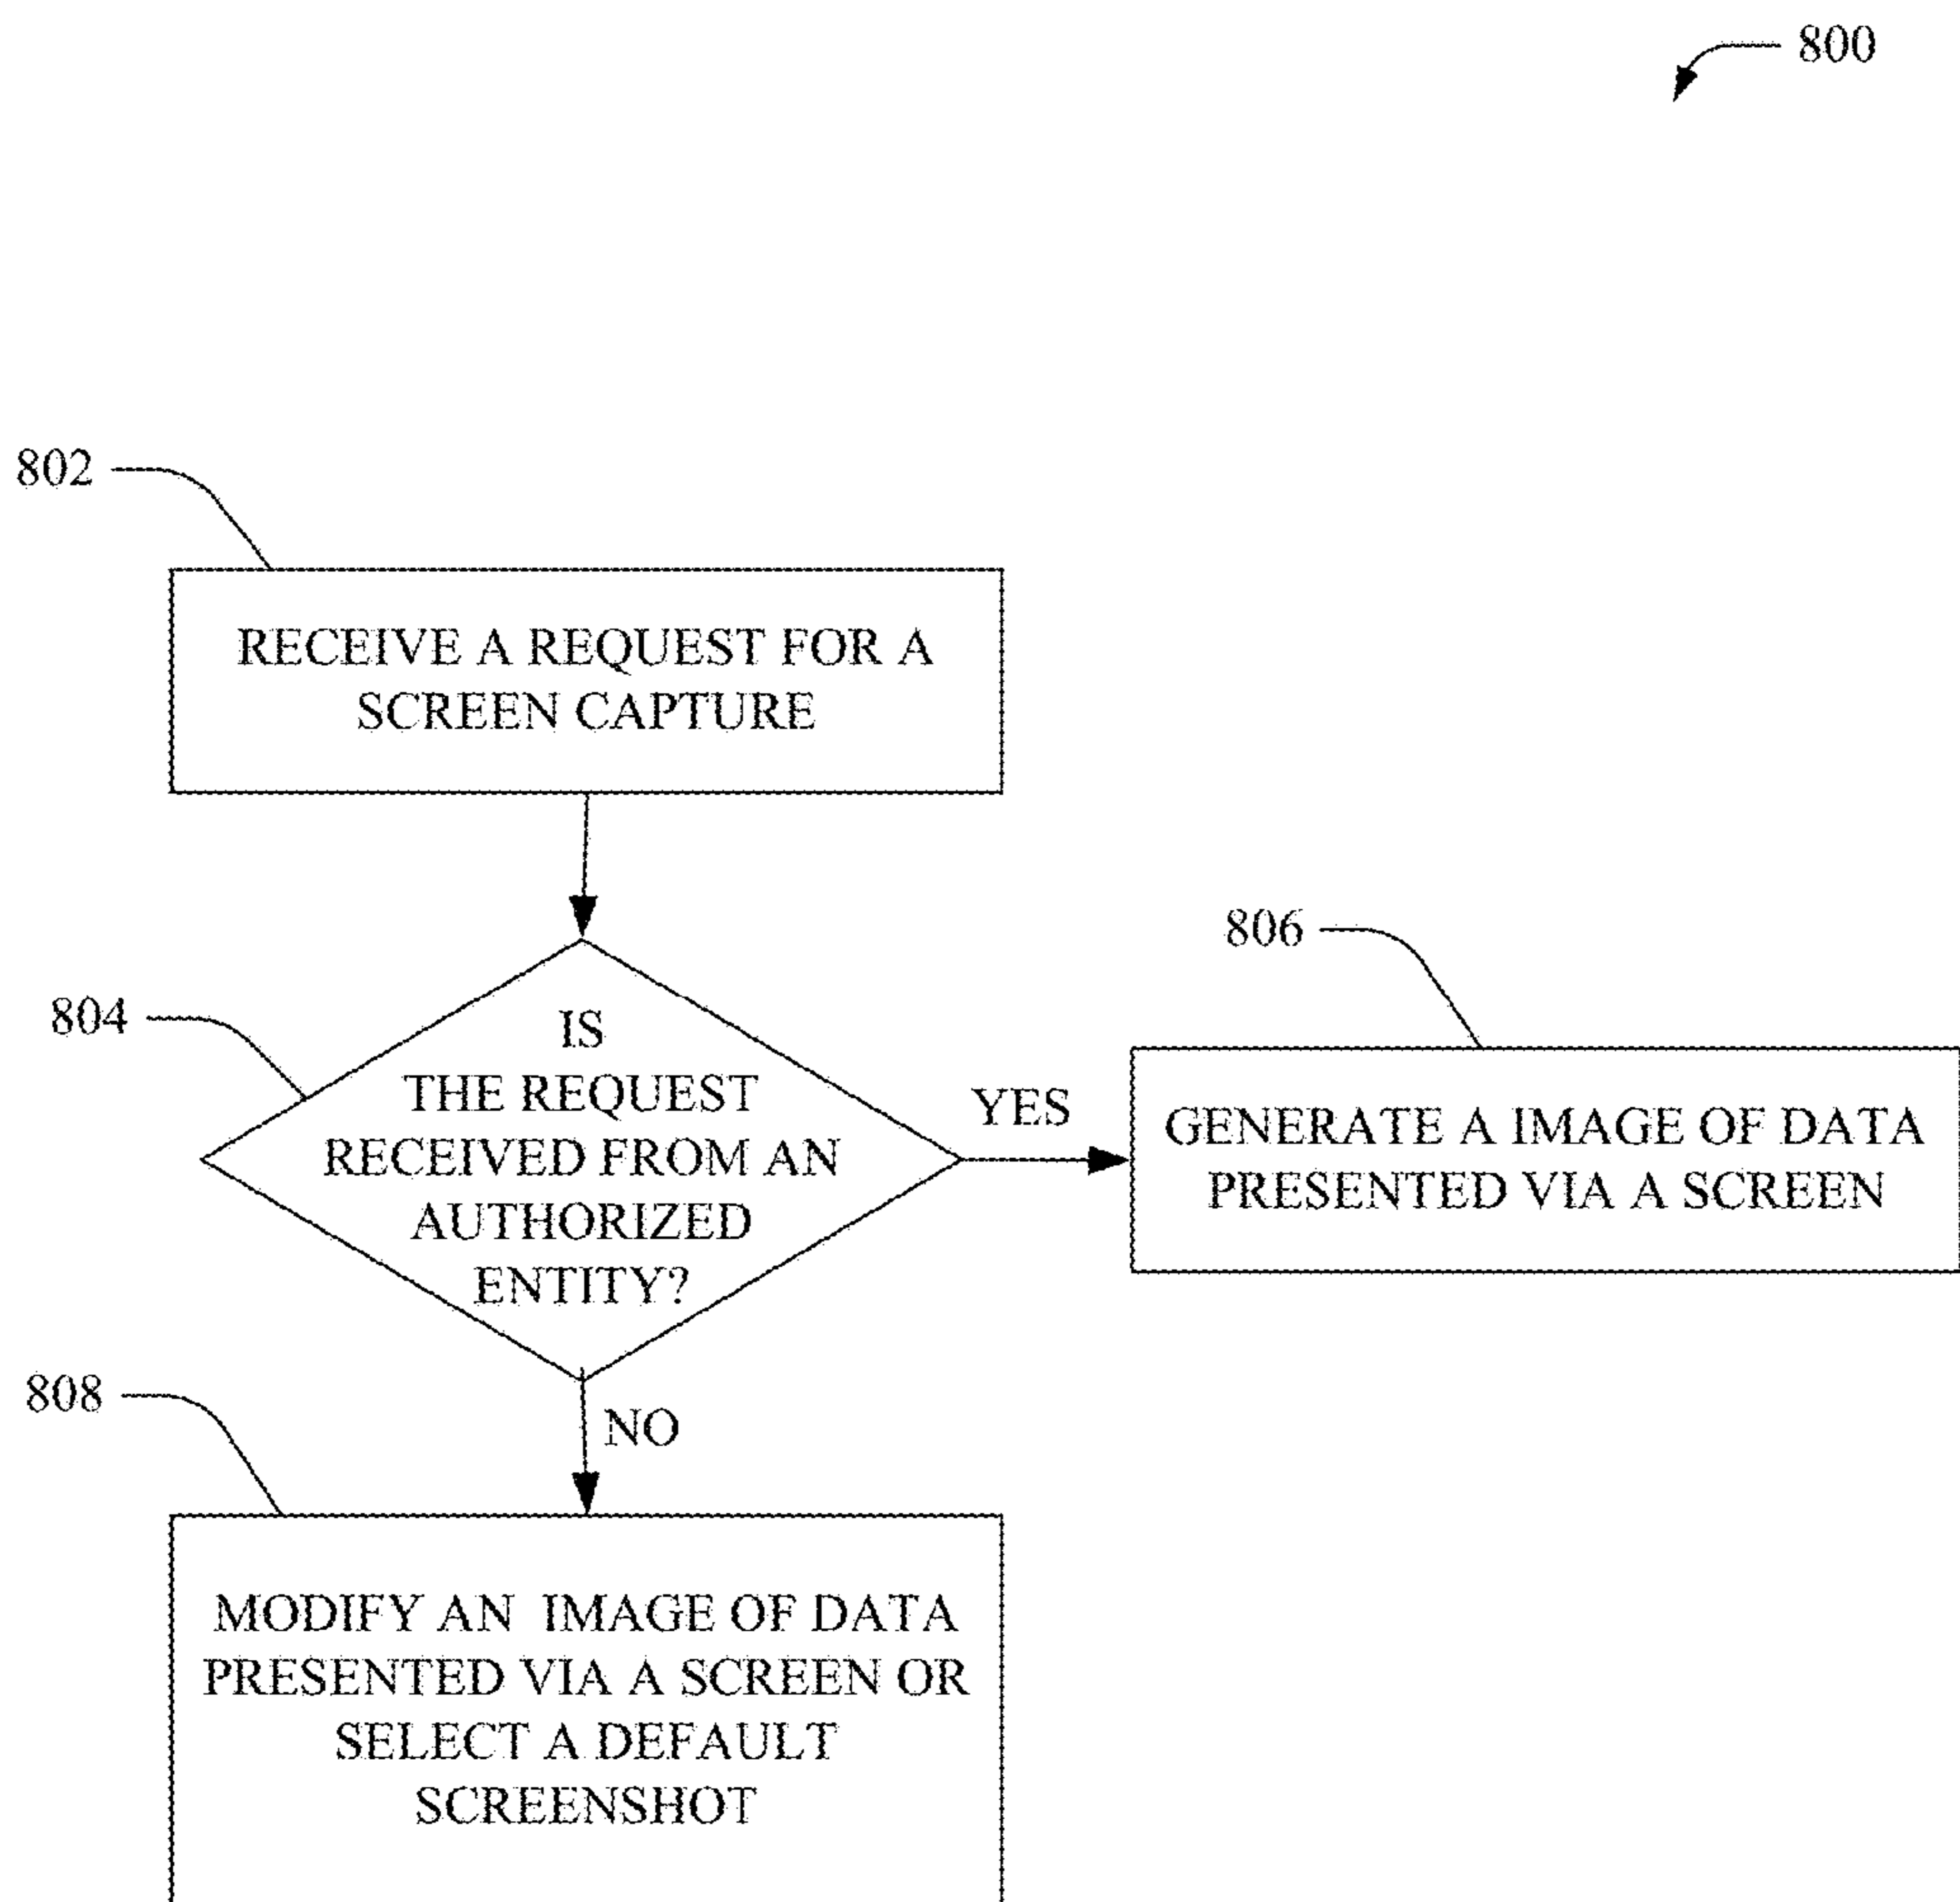 800
802
RECEIVE A REQUEST FOR A
SCREEN CAPTURE
804
IS
THE REQUEST
RECEIVED FROM AN
AUTHORIZED
ENTITY?
YES
806
GENERATE A IMAGE OF DATA
PRESENTED VIA A SCREEN
NO
808
MODIFY AN IMAGE OF DATA
PRESENTED VIA A SCREEN OR
SELECT A DEFAULT
SCREENSHOT